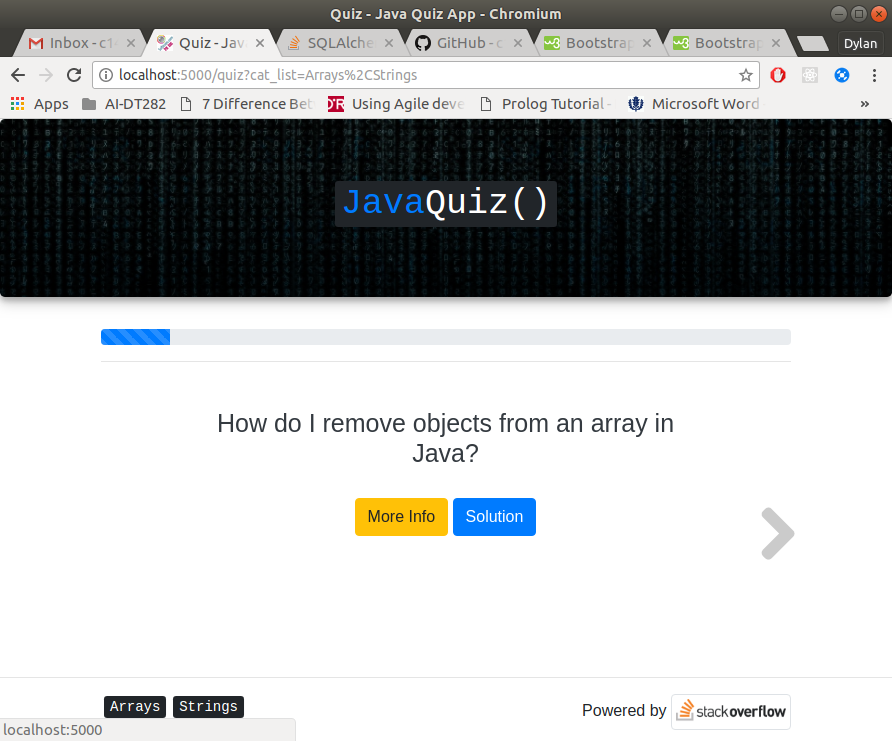 Quiz - Java Quiz App - Chromium
Inbox - c1
Quiz - Jav
SQLAlche
GitHub - c
Bootstrap
Bootstrap
Dylan
localhost:5000/quiz?cat_list=Arrays%2CStrings
Apps
AI-DT282
7 Difference Bet
Using Agile deve
Prolog Tutorial -
Microsoft Word
»
JavaQuiz()
How do I remove objects from an array in
Java?
More Info
Solution
Arrays
Strings
Powered by
stackoverflow
localhost:5000